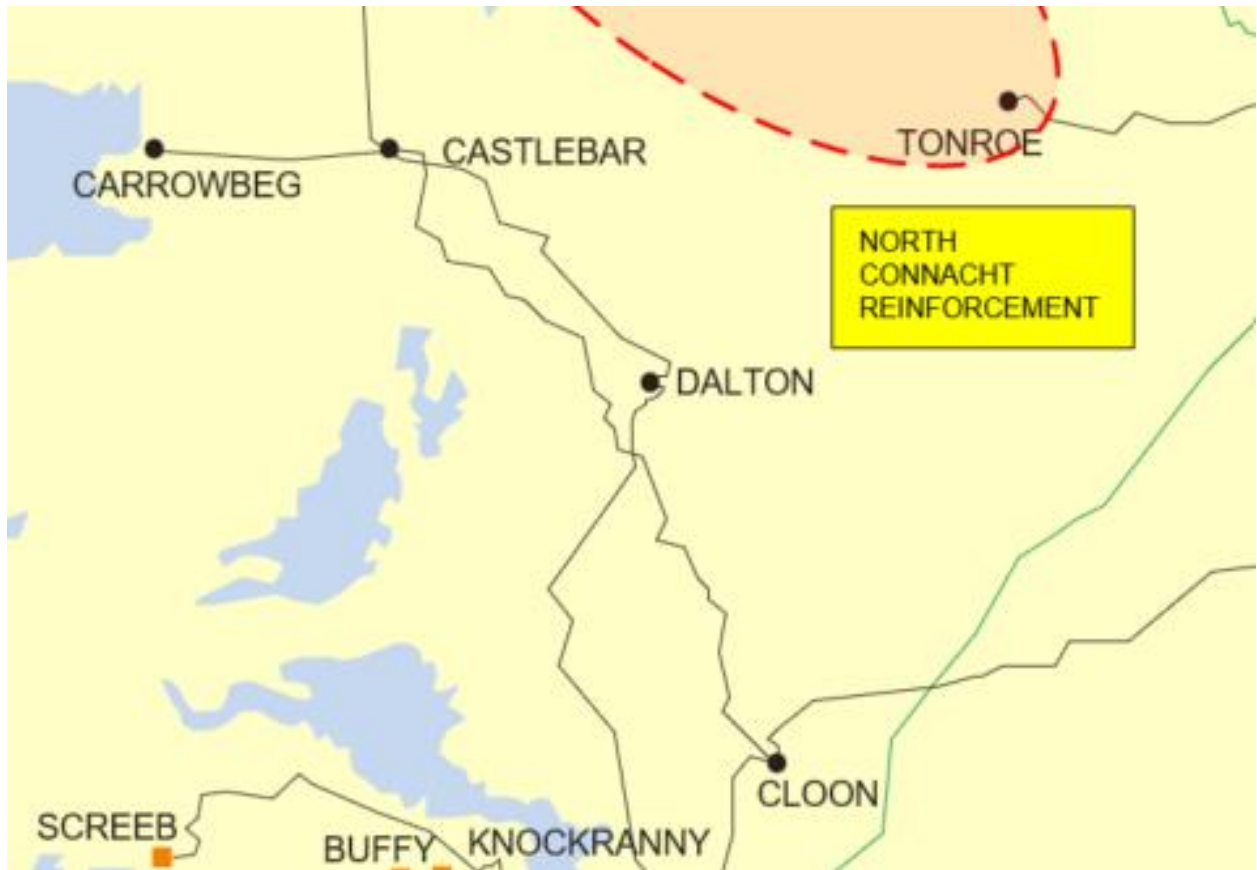 TONROE
CASTLEBAR
CARROWBEG
NORTH
CONNACHT
REINFORCEMENT
DALTON
CLOON
SCREEB
BUFFY
KNOCKRANNY